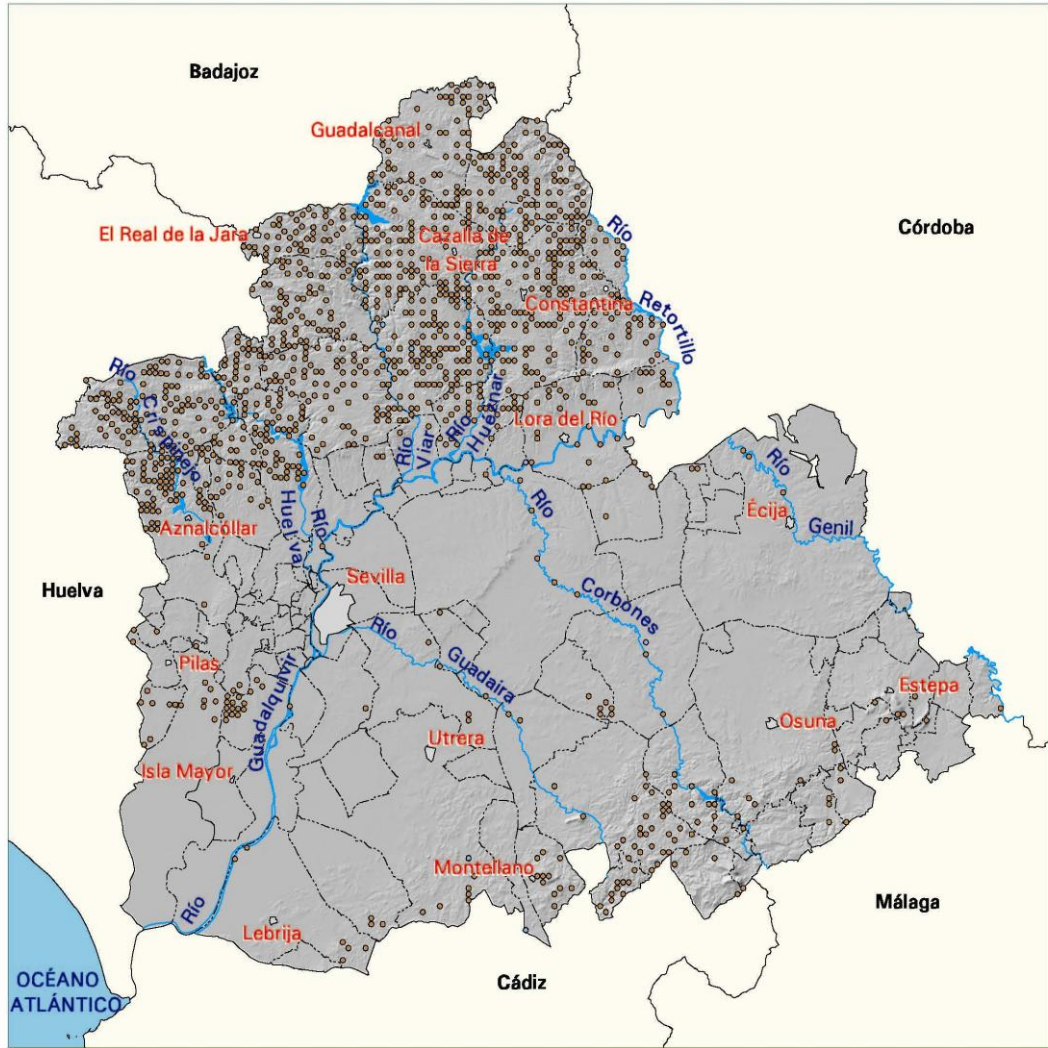 Badajoz
Guadalcanal
Córdoba
El Real de la Jara
Cazalla de
la Sierra
Río
Retortillo
Constantina
Río
Crispinejo
Lora del Río
Río
Viar
Río
Huéznar
Río
Huelva
Aznalcóllar
Río
Corbones
Río
Genil
Écija
Huelva
Sevilla
Río
Guadaira
Pilas
Guadalquivir
Utrera
Osuna
Estepa
Isla Mayor
Montellano
Río
Lebrija
Málaga
Cádiz
OCÉANO
ATLÁNTICO